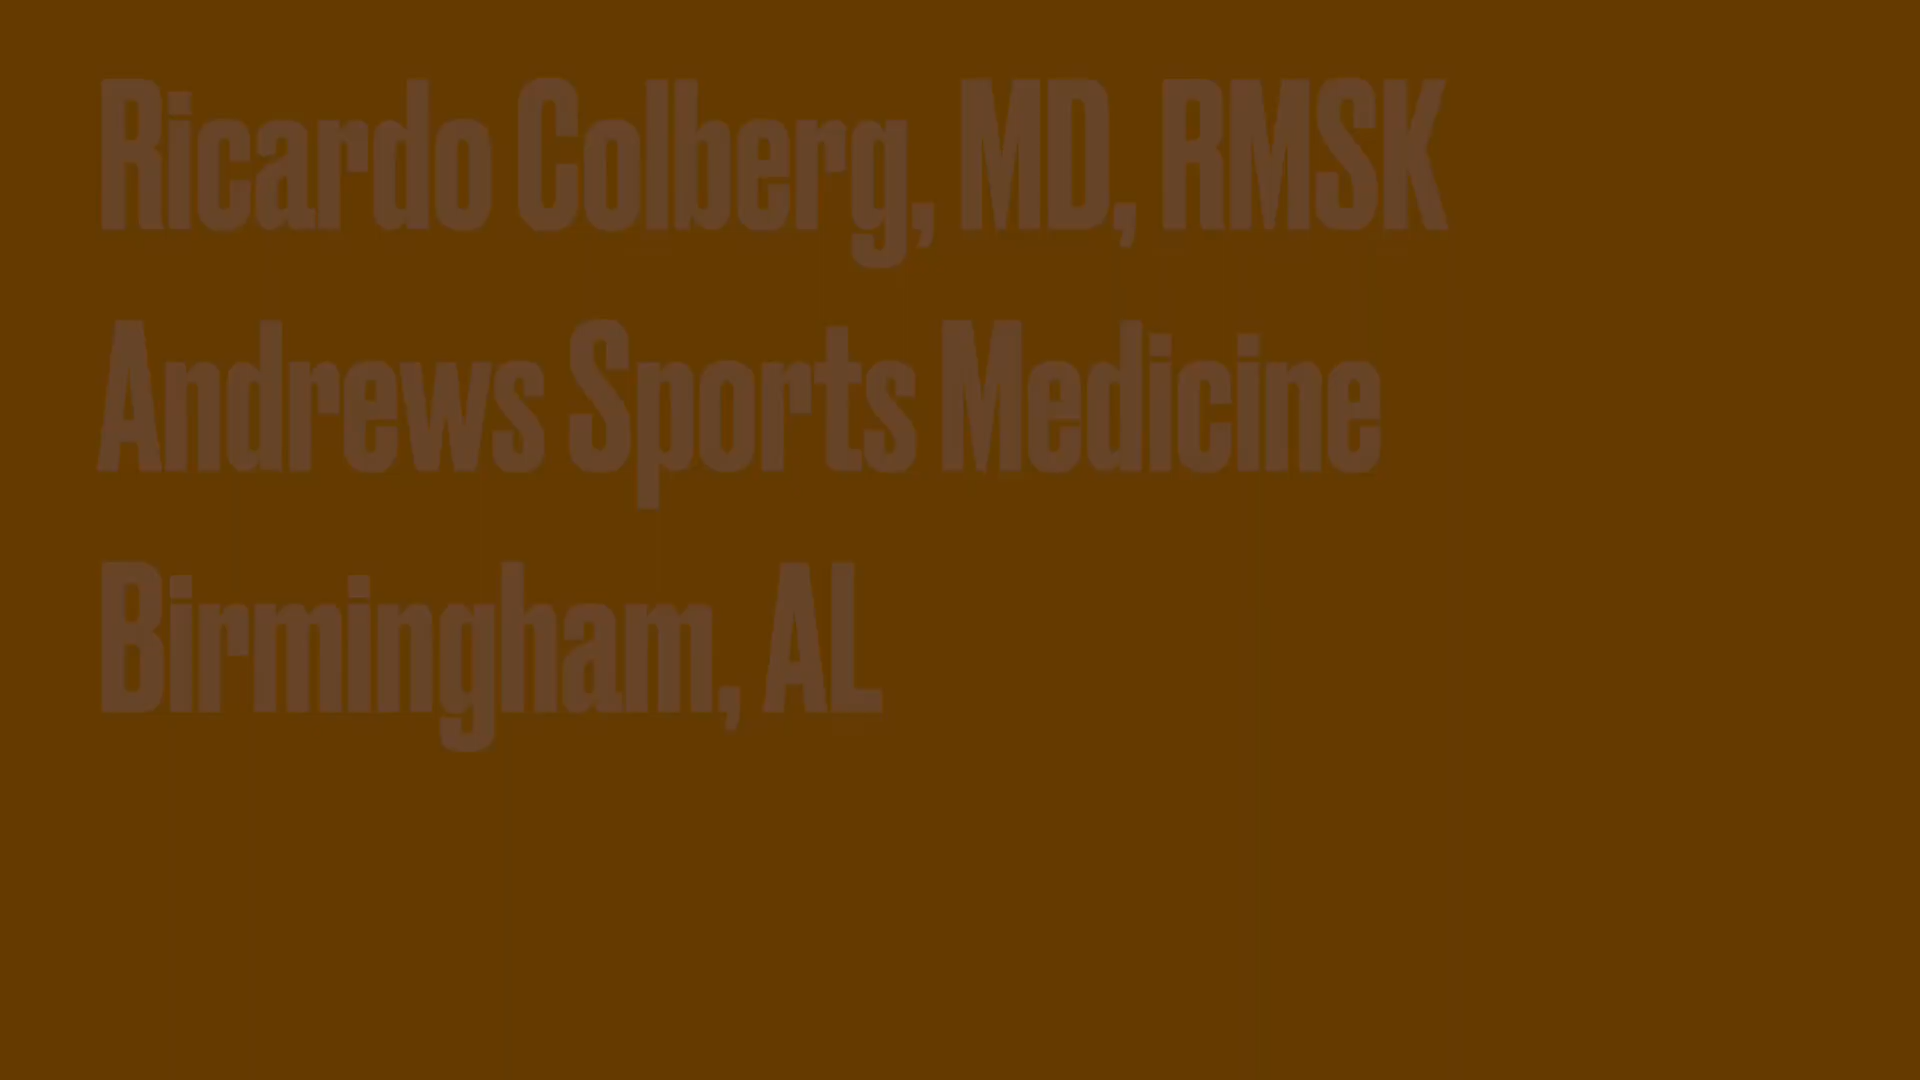 Ricardo Colberg, MD, RMSK
Andrews Sports Medicine
Birmingham, AL